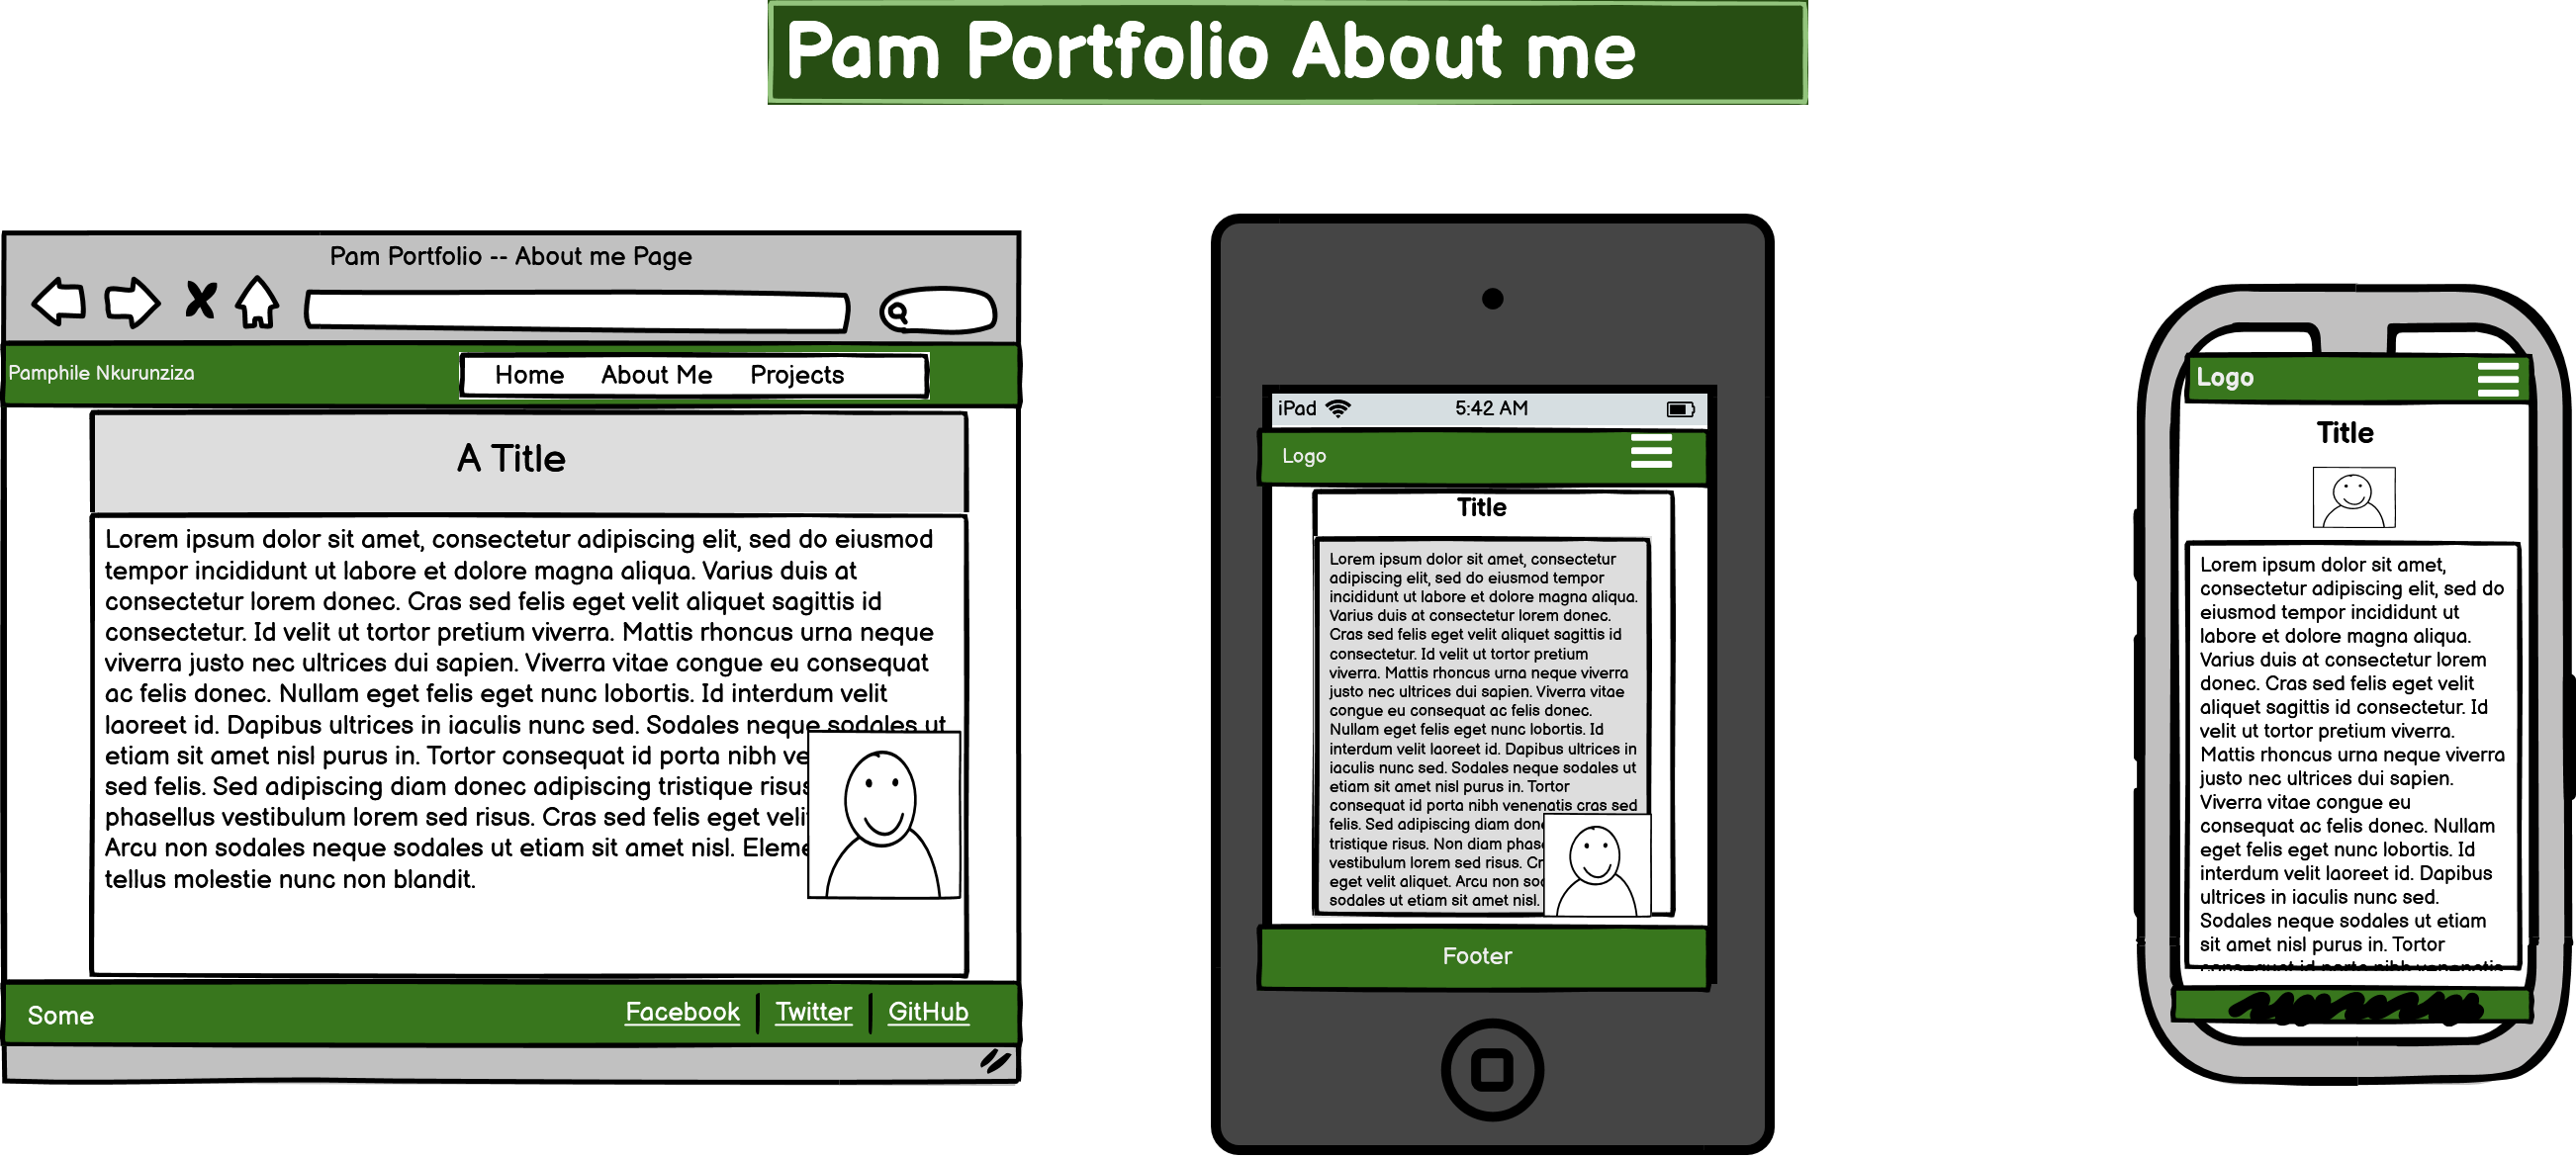 Pam Portfolio About me
Pam Portfolio -- About me Page
Pamphile Nkurunziza
Home About Me Projects
A Title
Lorem ipsum dolor sit amet, consectetur adipiscing elit, sed do eiusmod
tempor incididunt ut labore et dolore magna aliqua. Varius duis at
consectetur lorem donec. Cras sed felis eget velit aliquet sagittis id
consectetur. Id velit ut tortor pretium viverra. Mattis rhoncus urna neque
viverra justo nec ultrices dui sapien. Viverra vitae congue eu consequat
ac felis donec. Nullam eget felis eget nunc lobortis. Id interdum velit
laoreet id. Dapibus ultrices in iaculis nunc sed. Sodales neque sodales ut
etiam sit amet nisl purus in. Tortor consequat id porta nibh ve
sed felis. Sed adipiscing diam donec adipiscing tristique risus
phasellus vestibulum lorem sed risus. Cras sed felis eget veli
Arcu non sodales neque sodales ut etiam sit amet nisl. Eleme
tellus molestie nunc non blandit.
Some
Facebook Twitter GitHub
iPad 5:42 AM
Logo
Title
Lorem ipsum dolor sit amet, consectetur
adipiscing elit, sed do eiusmod tempor
incididunt ut labore et dolore magna aliqua.
Varius duis at consectetur lorem donec.
Cras sed felis eget velit aliquet sagittis id
consectetur. Id velit ut tortor pretium
viverra. Mattis rhoncus urna neque viverra
justo nec ultrices dui sapien. Viverra vitae
congue eu consequat ac felis donec.
Nullam eget felis eget nunc lobortis. Id
interdum velit laoreet id. Dapibus ultrices in
iaculis nunc sed. Sodales neque sodales ut
etiam sit amet nisl purus in. Tortor
consequat id porta nibh venenatis cras sed
felis. Sed adipiscing diam don
tristique risus. Non diam phas
vestibulum lorem sed risus. Cr
eget velit aliquet. Arcu non so
sodales ut etiam sit amet nisl.
Footer
Logo
Title
Lorem ipsum dolor sit amet,
consectetur adipiscing elit, sed do
eiusmod tempor incididunt ut
labore et dolore magna aliqua.
Varius duis at consectetur lorem
donec. Cras sed felis eget velit
aliquet sagittis id consectetur. Id
velit ut tortor pretium viverra.
Mattis rhoncus urna neque viverra
justo nec ultrices dui sapien.
Viverra vitae congue eu
consequat ac felis donec. Nullam
eget felis eget nunc lobortis. Id
interdum velit laoreet id. Dapibus
ultrices in iaculis nunc sed.
Sodales neque sodales ut etiam
sit amet nisl purus in. Tortor
consequat id porta nibh venenatis